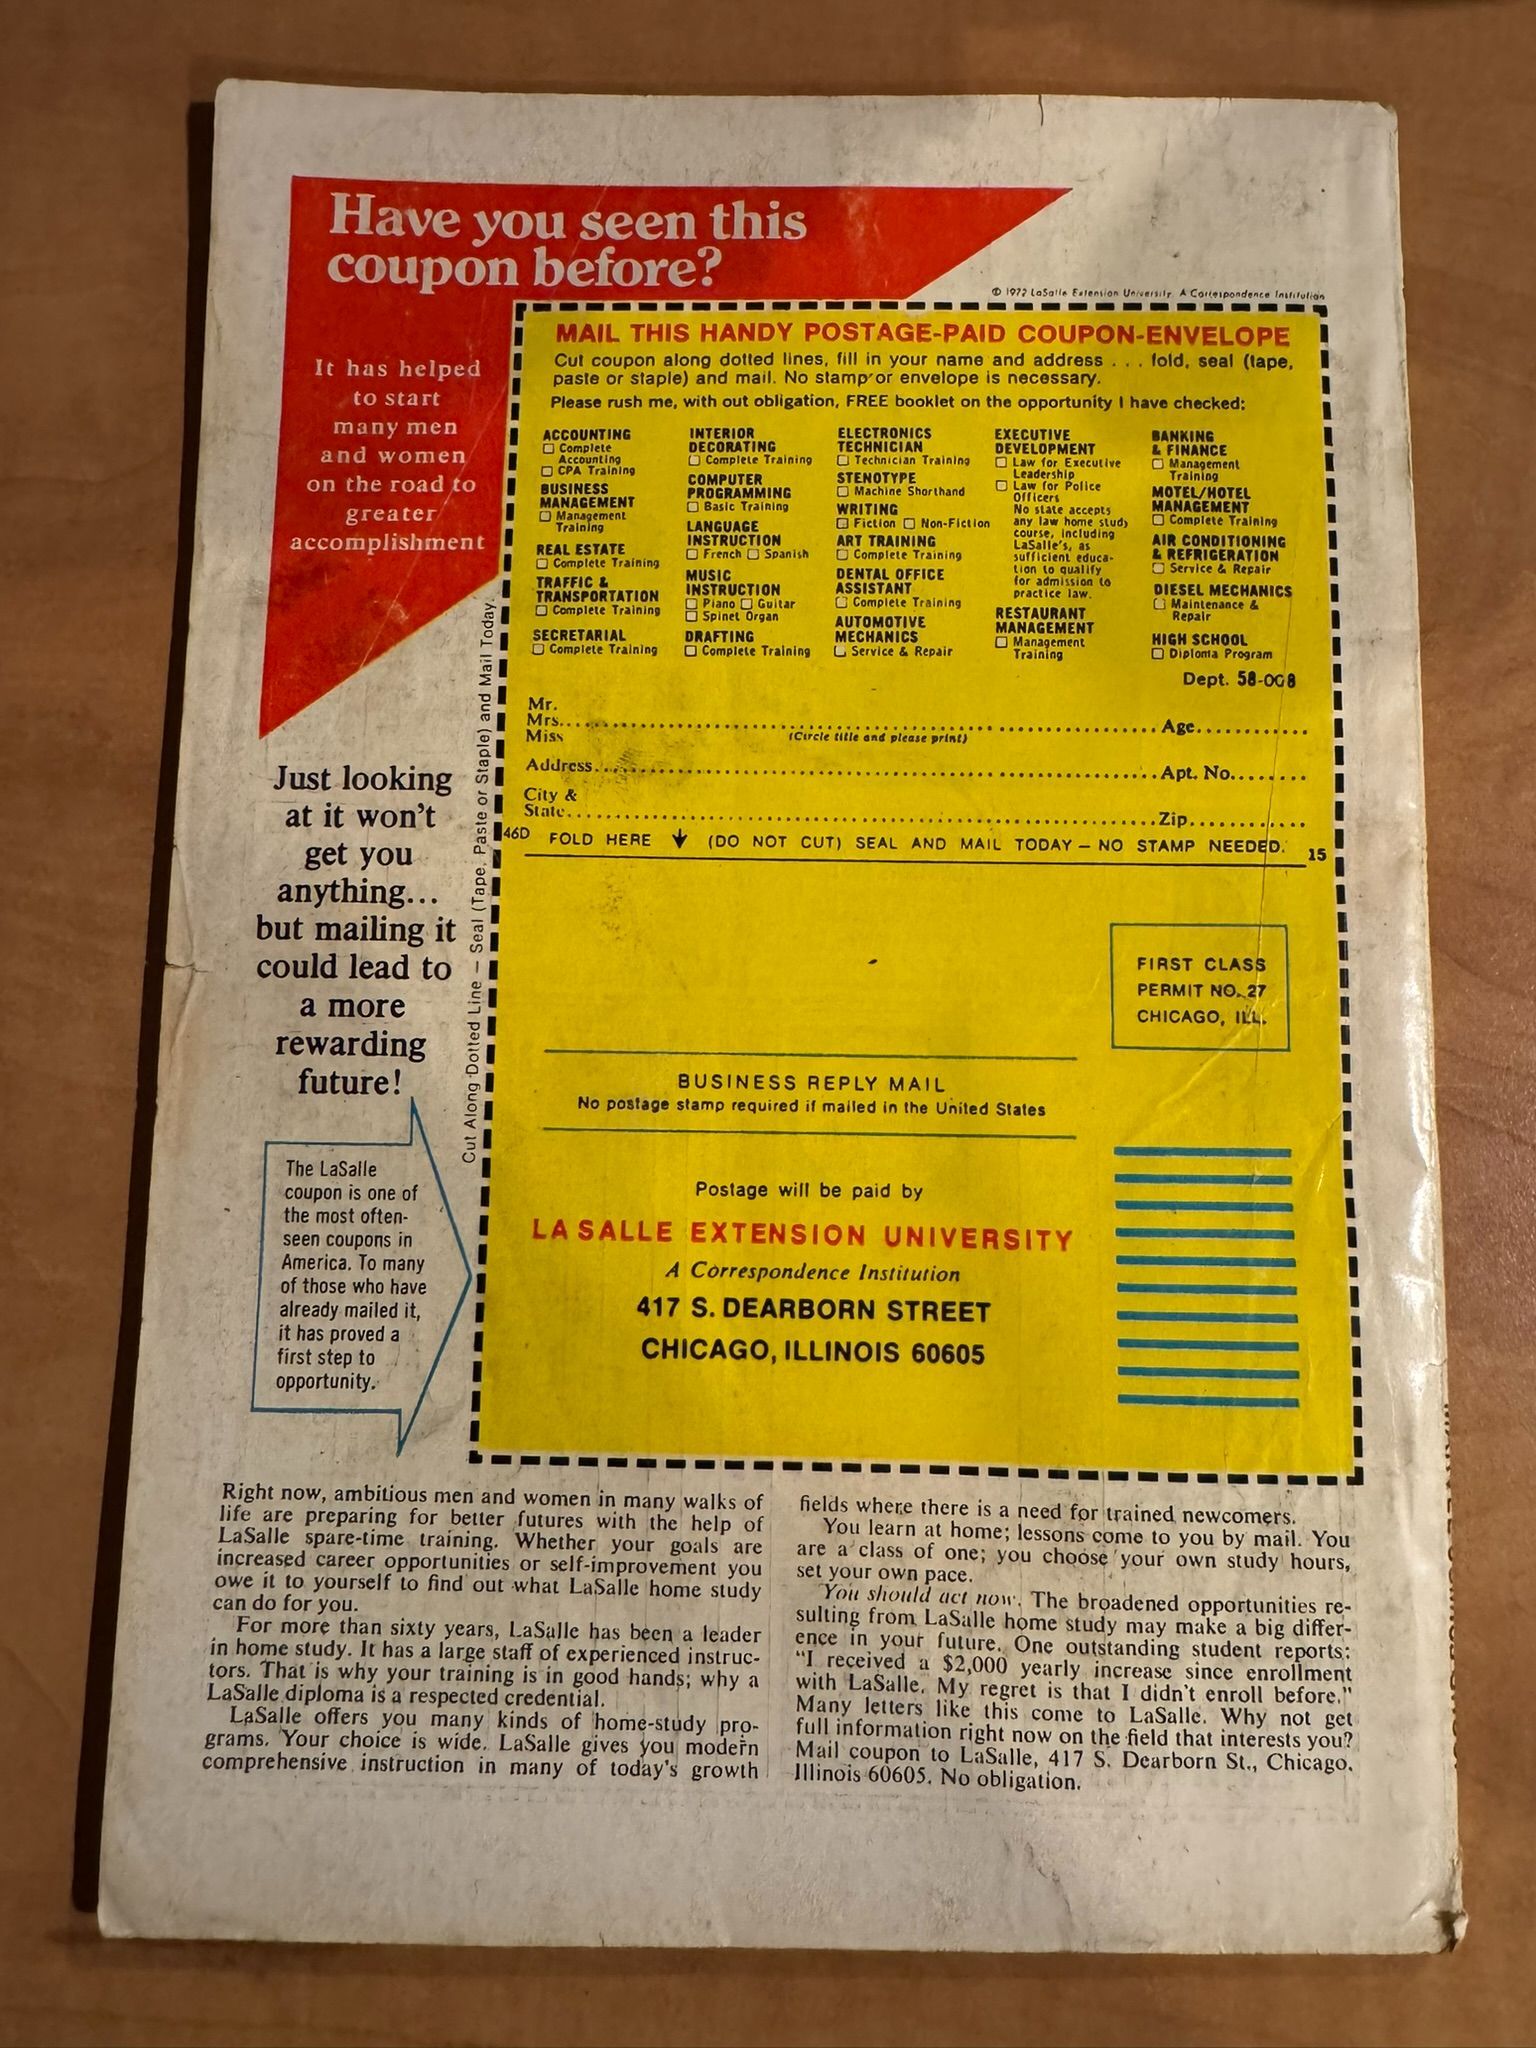 Have you seen this
coupon before?
It has helped
to start
many men
and women
on the road to
greater
accomplishment
© 1972 LaSalle Extension University. A Correspondence Institution
MAIL THIS HANDY POSTAGE-PAID COUPON-ENVELOPE
Cut coupon along dotted lines, fill in your name and address . . . fold, seal (tape,
paste or staple) and mail. No stamp or envelope is necessary.
Please rush me, with out obligation, FREE booklet on the opportunity I have checked:
ACCOUNTING
Complete
Accounting
CPA Training
BUSINESS
MANAGEMENT
Management
Training
REAL ESTATE
Complete Training
TRAFFIC &
TRANSPORTATION
Complete Training
SECRETARIAL
Complete Training
INTERIOR
DECORATING
Complete Training
COMPUTER
PROGRAMMING
Basic Training
LANGUAGE
INSTRUCTION
French Spanish
MUSIC
INSTRUCTION
Piano Guitar
Spinet Organ
DRAFTING
Complete Training
ELECTRONICS
TECHNICIAN
Technician Training
STENOTYPE
Machine Shorthand
WRITING
Fiction Non-Fiction
ART TRAINING
Complete Training
DENTAL OFFICE
ASSISTANT
Complete Training
AUTOMOTIVE
MECHANICS
Service & Repair
EXECUTIVE
DEVELOPMENT
Law for Executive
Leadership
Law for Police
Officers
No state accepts
any law home study
course, including
LaSalle's, as
sufficient educa-
tion to qualify
for admission to
practice law.
RESTAURANT
MANAGEMENT
Management
Training
BANKING
& FINANCE
Management
Training
MOTEL/HOTEL
MANAGEMENT
Complete Training
AIR CONDITIONING
& REFRIGERATION
Service & Repair
DIESEL MECHANICS
Maintenance &
Repair
HIGH SCHOOL
Diploma Program
Dept. 58-008
Mr.
Mrs. Age
Miss (Circle title and please print)
Address Apt. No.
City &
State Zip
46D FOLD HERE ↓ (DO NOT CUT) SEAL AND MAIL TODAY — NO STAMP NEEDED. 15
Cut Along Dotted Line — Seal (Tape, Paste or Staple) and Mail Today.
Just looking
at it won't
get you
anything...
but mailing it
could lead to
a more
rewarding
future!
The LaSalle
coupon is one of
the most often-
seen coupons in
America. To many
of those who have
already mailed it,
it has proved a
first step to
opportunity.
FIRST CLASS
PERMIT NO. 27
CHICAGO, ILL.
BUSINESS REPLY MAIL
No postage stamp required if mailed in the United States
Postage will be paid by
LA SALLE EXTENSION UNIVERSITY
A Correspondence Institution
417 S. DEARBORN STREET
CHICAGO, ILLINOIS 60605
Right now, ambitious men and women in many walks of
life are preparing for better futures with the help of
LaSalle spare-time training. Whether your goals are
increased career opportunities or self-improvement you
owe it to yourself to find out what LaSalle home study
can do for you.
For more than sixty years, LaSalle has been a leader
in home study. It has a large staff of experienced instruc-
tors. That is why your training is in good hands; why a
LaSalle diploma is a respected credential.
LaSalle offers you many kinds of home-study pro-
grams. Your choice is wide. LaSalle gives you modern
comprehensive instruction in many of today's growth
fields where there is a need for trained newcomers.
You learn at home; lessons come to you by mail. You
are a class of one; you choose your own study hours,
set your own pace.
You should act now. The broadened opportunities re-
sulting from LaSalle home study may make a big differ-
ence in your future. One outstanding student reports:
"I received a $2,000 yearly increase since enrollment
with LaSalle. My regret is that I didn't enroll before."
Many letters like this come to LaSalle. Why not get
full information right now on the field that interests you?
Mail coupon to LaSalle, 417 S. Dearborn St., Chicago,
Illinois 60605. No obligation.